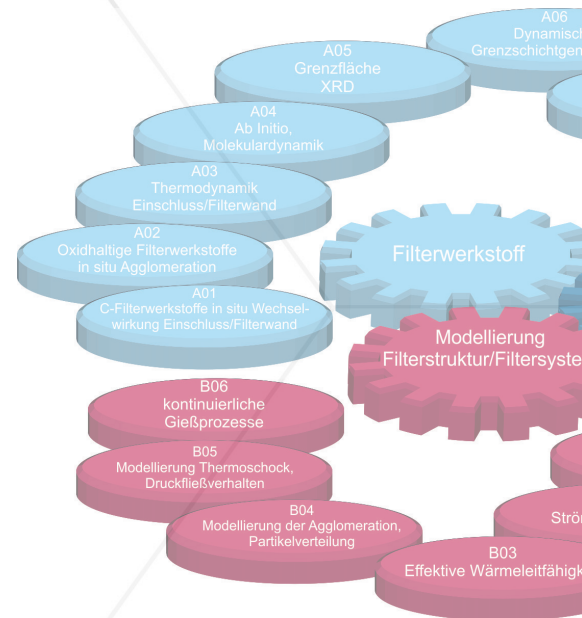 A06
Dynamisch
Grenzschichtgen
A05
Grenzfläche
XRD
A04
Ab Initio,
Molekulardynamik
A03
Thermodynamik
Einschluss/Filterwand
A02
Oxidhaltige Filterwerkstoffe
in situ Agglomeration
A01
C-Filterwerkstoffe in situ Wechsel-
wirkung Einschluss/Filterwand
Filterwerkstoff
Modellierung
Filterstruktur/Filtersyste
B06
kontinuierliche
Gießprozesse
B05
Modellierung Thermoschock,
Druckfließverhalten
B04
Modellierung der Agglomeration,
Partikelverteilung
Strör
B03
Effektive Wärmeleitfähigk